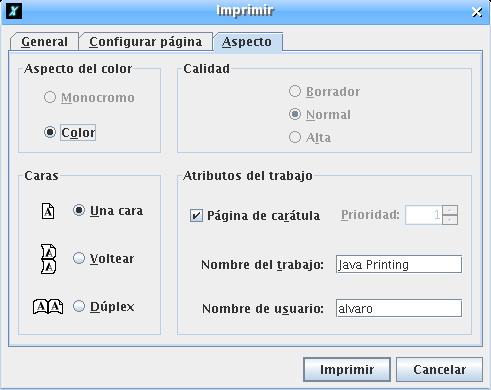 Imprimir
General
Configurar página
Aspecto
Aspecto del color
Monocromo
Color
Calidad
Borrador
Normal
Alta
Caras
A Una cara
A A Voltear
A A Dúplex
Atributos del trabajo
Página de carátula
Prioridad: 1
Nombre del trabajo: Java Printing
Nombre de usuario: alvaro
Imprimir
Cancelar